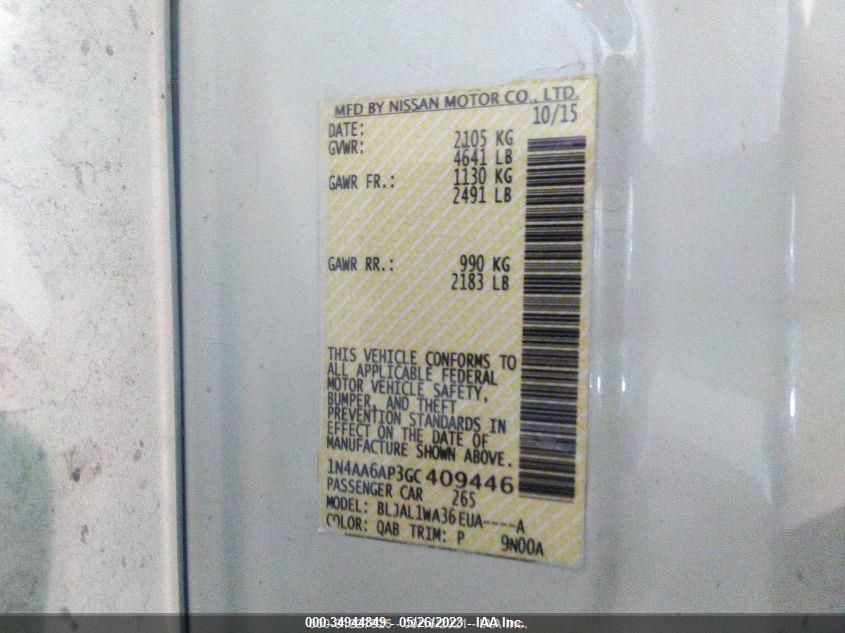 MFD BY NISSAN MOTOR CO., LTD.
DATE: 10/15
GVWR: 2105 KG
4641 LB
GAWR FR.: 1130 KG
2491 LB
GAWR RR.: 990 KG
2183 LB
THIS VEHICLE CONFORMS TO
ALL APPLICABLE FEDERAL
MOTOR VEHICLE SAFETY,
BUMPER, AND THEFT
PREVENTION STANDARDS IN
EFFECT ON THE DATE OF
MANUFACTURE SHOWN ABOVE.
1N4AA6AP3GC409446
PASSENGER CAR 265
MODEL: BLJAL1WA36EUA----A
COLOR: QAB TRIM: P 9N00A
000-34944849 - 05/26/2023 - IAA Inc.